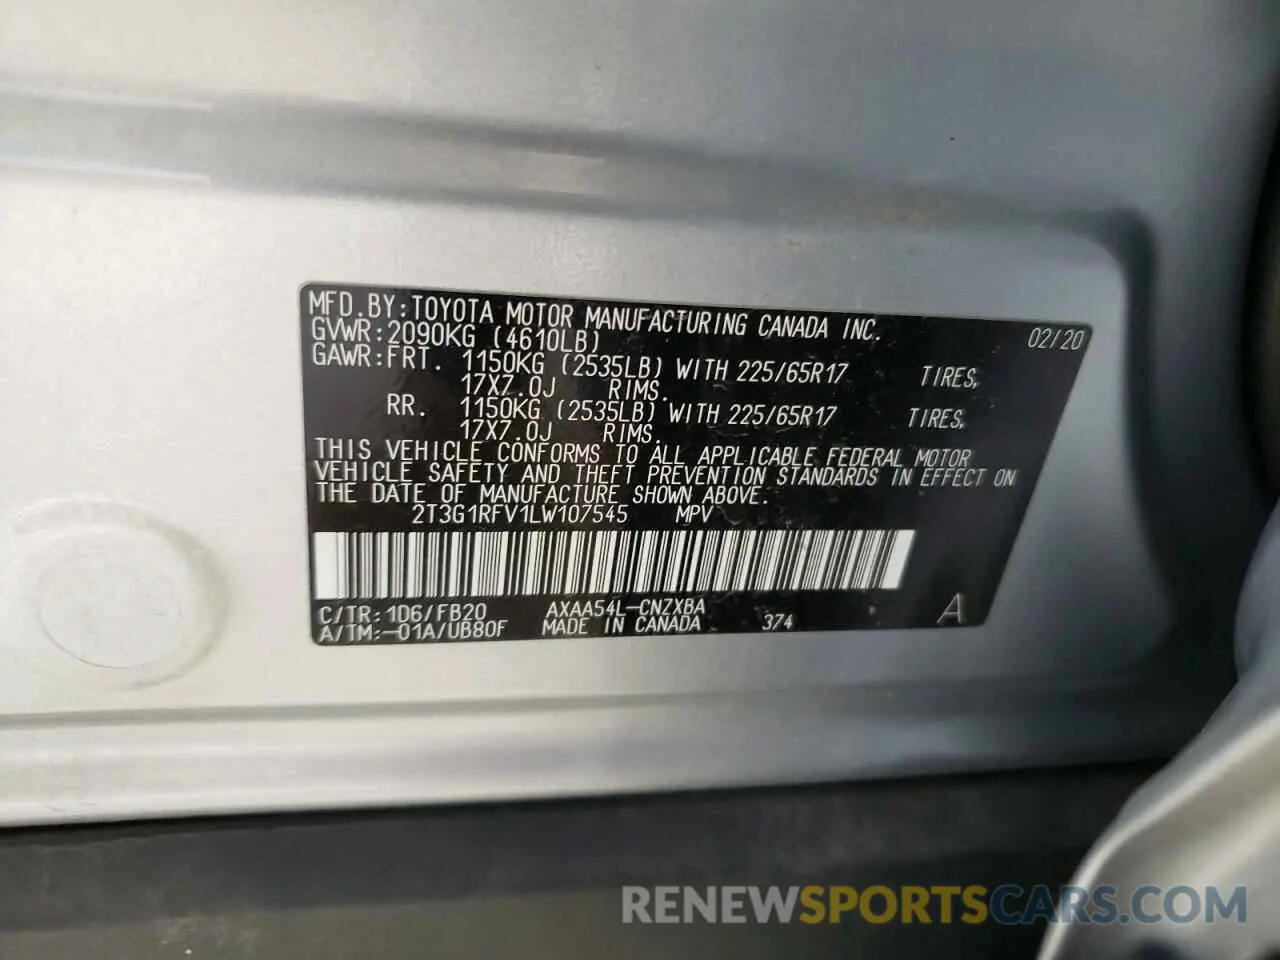 MFD.BY:TOYOTA MOTOR MANUFACTURING CANADA INC.
GVWR:2090KG (4610LB) 02/20
GAWR:FRT. 1150KG (2535LB) WITH 225/65R17 TIRES,
17X7.0J RIMS.
RR. 1150KG (2535LB) WITH 225/65R17 TIRES,
17X7.0J RIMS.
THIS VEHICLE CONFORMS TO ALL APPLICABLE FEDERAL MOTOR
VEHICLE SAFETY AND THEFT PREVENTION STANDARDS IN EFFECT ON
THE DATE OF MANUFACTURE SHOWN ABOVE.
2T3G1RFV1LW107545 MPV
C/TR:1D6/FB20 AXAA54L-CNZXBA A
A/TM:-01A/UB80F MADE IN CANADA 374
RENEWSPORTSCARS.COM